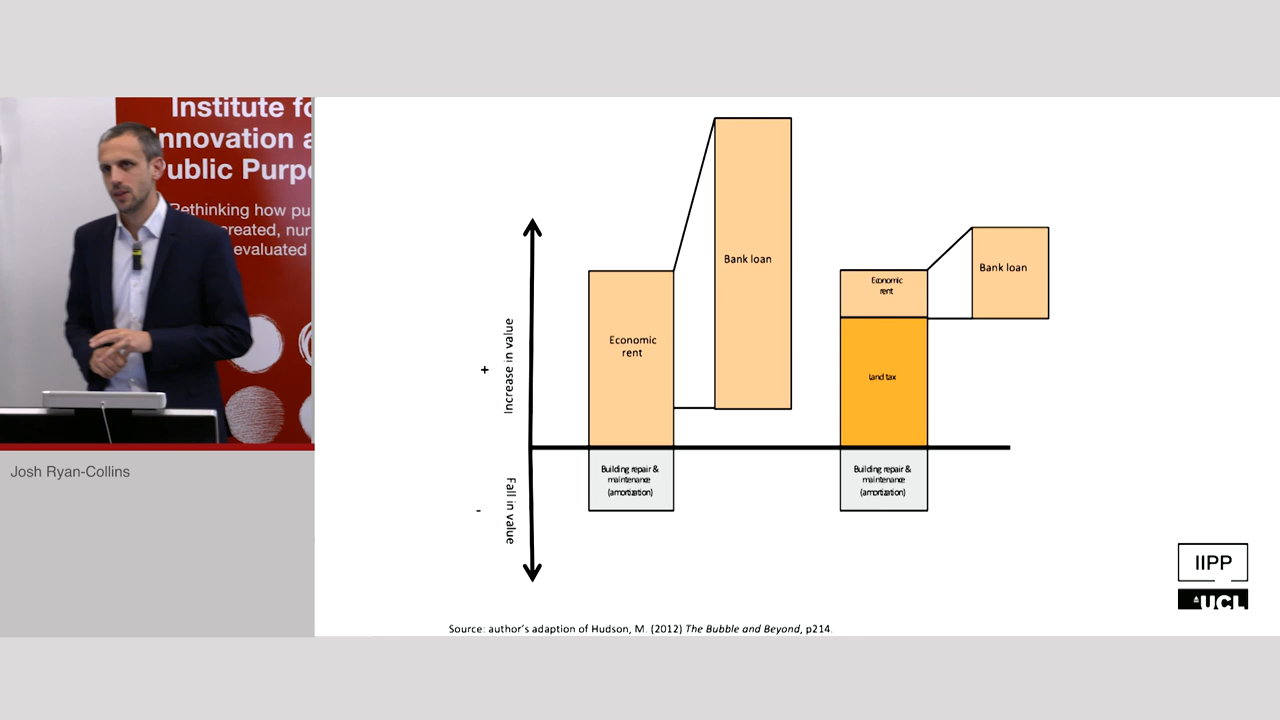 Institute fo
Innovation a
Public Purpo
Rethinking how pu
created, nur
evaluated
Josh Ryan-Collins
Bank loan
Economic
rent
Bank loan
Economic
rent
land tax
+
Increase in value
-
Fall in value
Building repair &
maintenance
(amortization)
Building repair &
maintenance
(amortization)
IIPP
UCL
Source: author's adaption of Hudson, M. (2012) The Bubble and Beyond, p214.